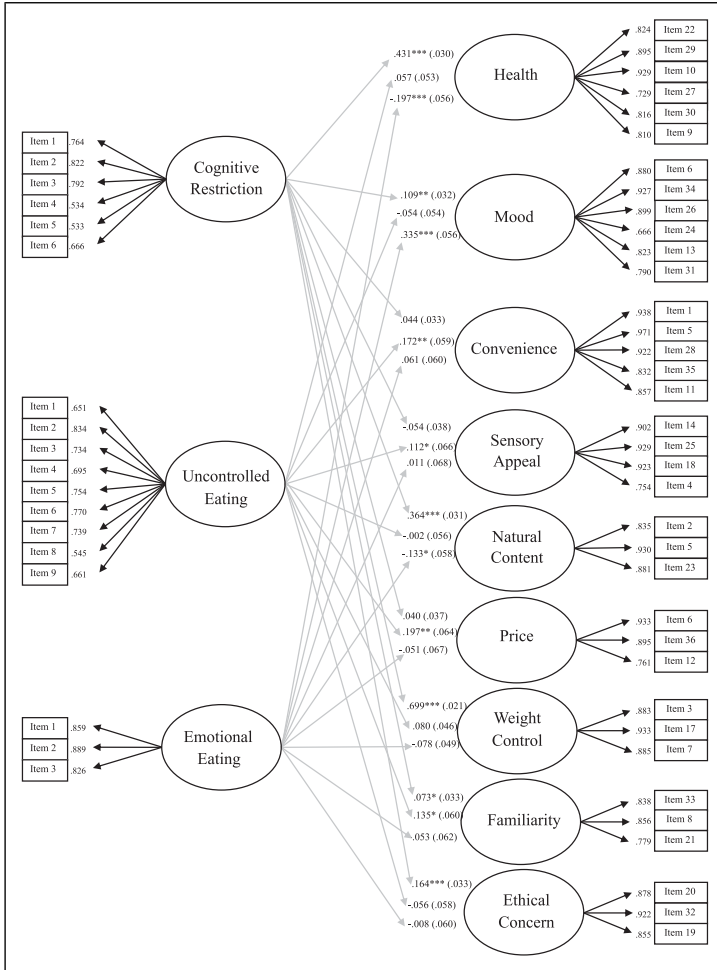 Item 1 .764
Item 2 .822
Item 3 .792
Item 4 .534
Item 5 .533
Item 6 .666
Cognitive
Restriction
Item 1 .651
Item 2 .834
Item 3 .734
Item 4 .695
Item 5 .754
Item 6 .770
Item 7 .739
Item 8 .545
Item 9 .661
Uncontrolled
Eating
Item 1 .859
Item 2 .889
Item 3 .826
Emotional
Eating
.431*** (.030)
.057 (.053)
-.197*** (.056)
Health
.824 Item 22
.895 Item 29
.929 Item 10
.729 Item 27
.816 Item 30
.810 Item 9
.109** (.032)
-.054 (.054)
.335*** (.056)
Mood
.880 Item 6
.927 Item 34
.899 Item 26
.666 Item 24
.823 Item 13
.790 Item 31
.044 (.033)
.172** (.059)
.061 (.060)
Convenience
.938 Item 1
.971 Item 5
.922 Item 28
.832 Item 35
.857 Item 11
-.054 (.038)
.112* (.066)
.011 (.068)
Sensory
Appeal
.902 Item 14
.929 Item 25
.923 Item 18
.754 Item 4
.364*** (.031)
-.002 (.056)
-.133* (.058)
Natural
Content
.835 Item 2
.930 Item 5
.881 Item 23
.040 (.037)
.197** (.064)
-.051 (.067)
Price
.933 Item 6
.895 Item 36
.761 Item 12
.699*** (.021)
.080 (.046)
-.078 (.049)
Weight
Control
.883 Item 3
.933 Item 17
.885 Item 7
.073* (.033)
.135* (.060)
.053 (.062)
Familiarity
.838 Item 33
.856 Item 8
.779 Item 21
.164*** (.033)
-.056 (.058)
-.008 (.060)
Ethical
Concern
.878 Item 20
.922 Item 32
.855 Item 19